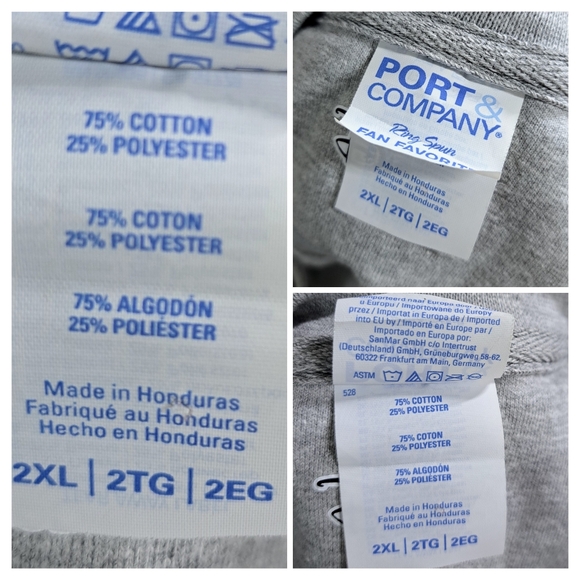 75% COTTON
25% POLYESTER
75% COTON
25% POLYESTER
75% ALGODÓN
25% POLIÉSTER
Made in Honduras
Fabriqué au Honduras
Hecho en Honduras
2XL | 2TG | 2EG
PORT &
COMPANY®
Ring Spun
FAN FAVORIT
Made in Honduras
Fabriqué au Honduras
Hecho en Honduras
2XL | 2TG | 2EG
à Europu / Importowane do Europy
przez / Importat in Europa de / Imported
into EU by / Importé en Europe par /
Importado en Europa por:
SanMar GmbH c/o Intertrust
(Deutschland) GmbH, Grüneburgweg 58-62,
60322 Frankfurt am Main, Germany
ASTM
526
75% COTTON
25% POLYESTER
75% COTON
25% POLYESTER
75% ALGODÓN
25% POLIÉSTER
Made in Honduras
Fabriqué au Honduras
Hecho en Honduras
2XL | 2TG | 2EG